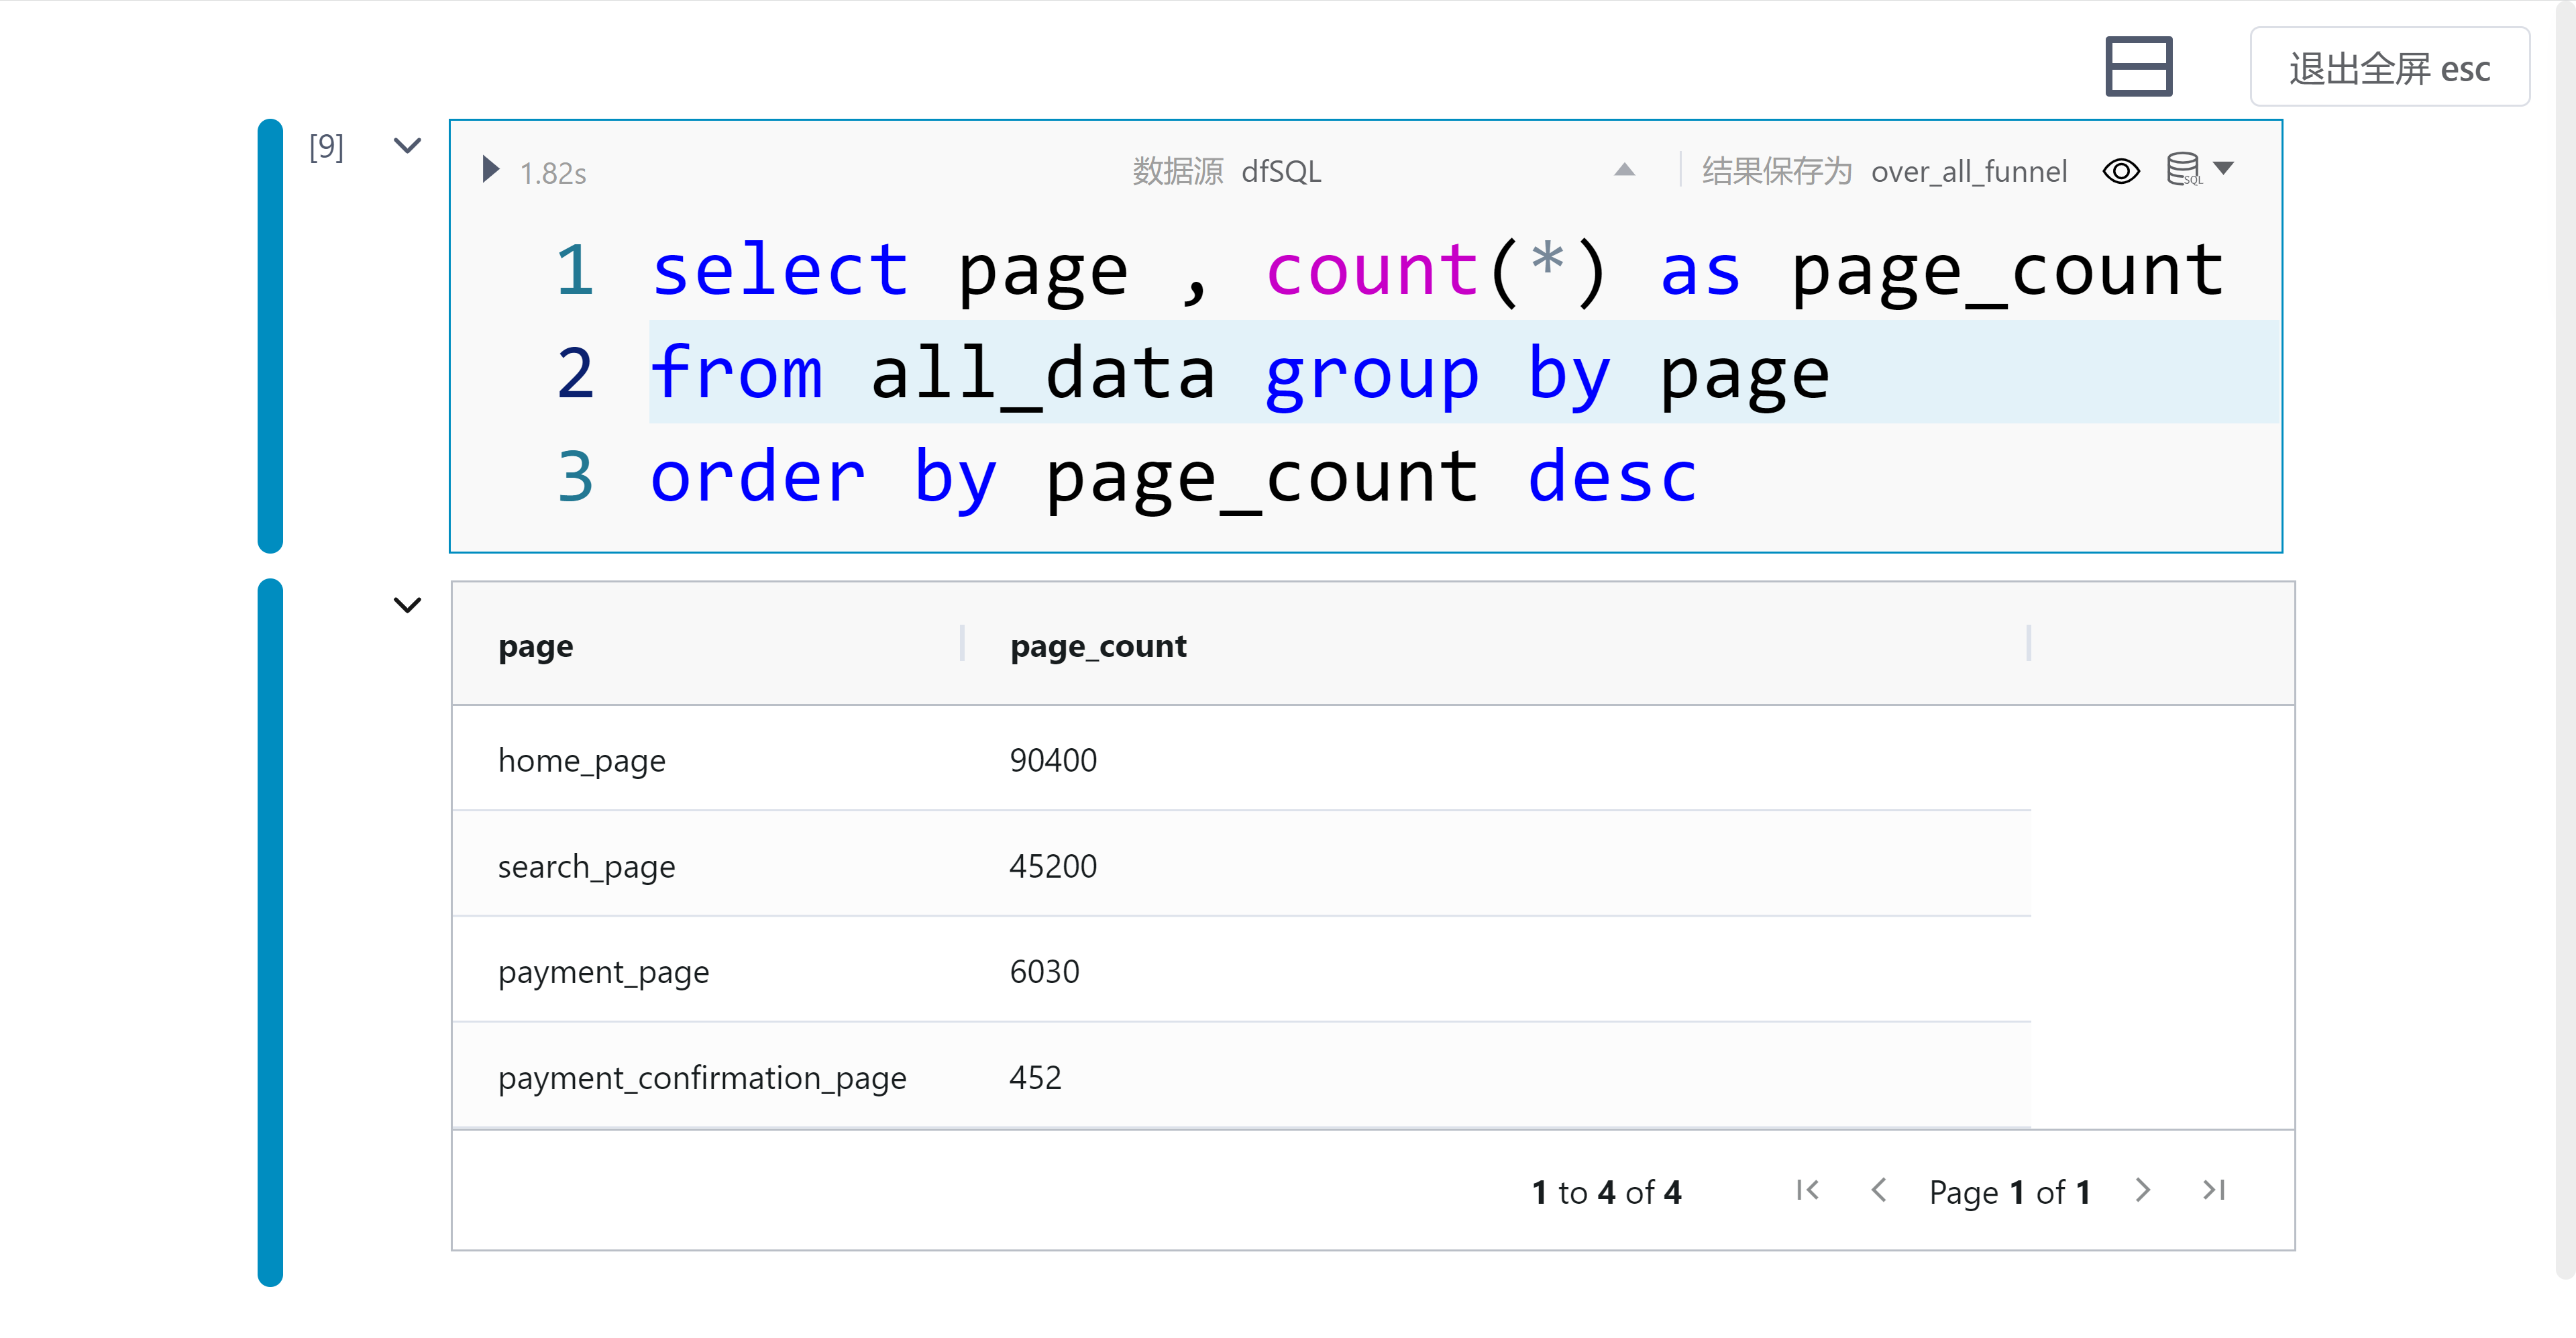 退出全屏 esc
[9]
1.82s 数据源 dfSQL 结果保存为 over_all_funnel SQL
1 select page , count(*) as page_count
2 from all_data group by page
3 order by page_count desc
page page_count
home_page 90400
search_page 45200
payment_page 6030
payment_confirmation_page 452
1 to 4 of 4 Page 1 of 1